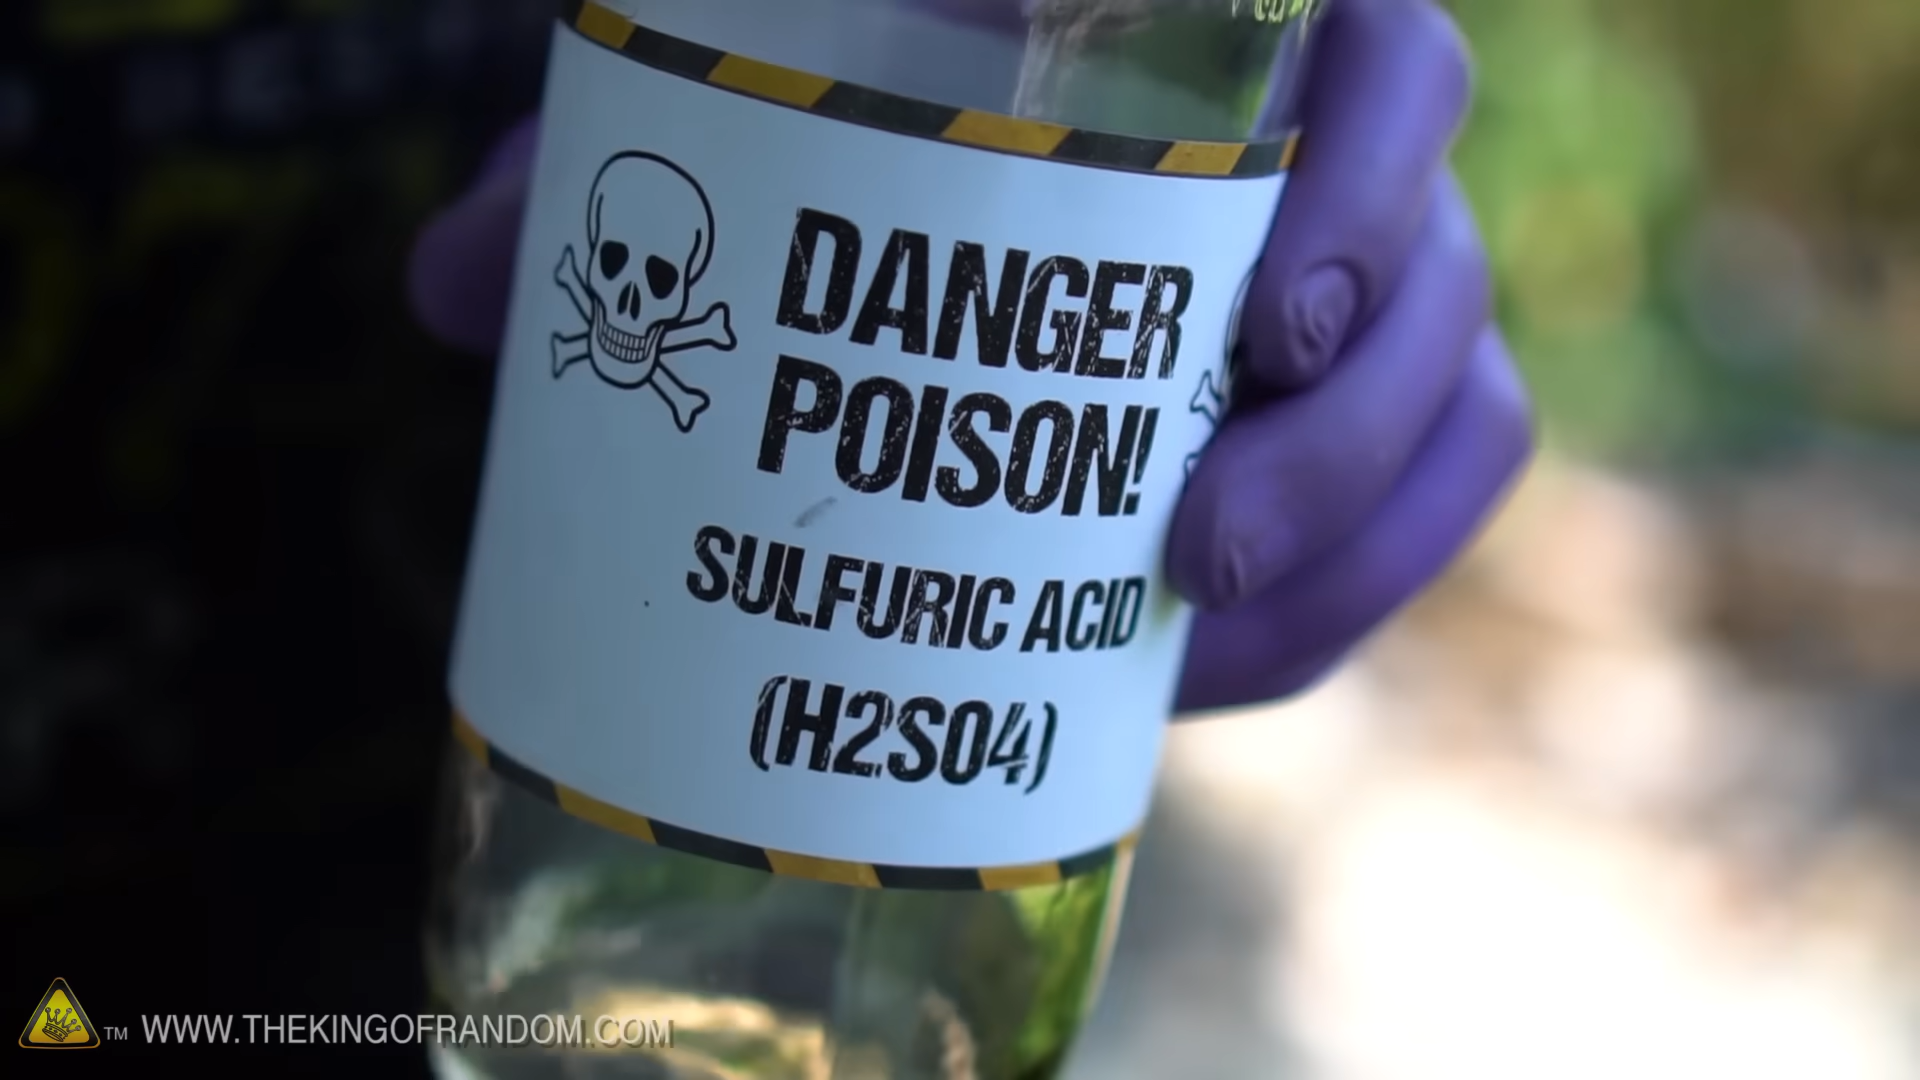 DANGER
POISON!
SULFURIC ACID
(H2SO4)
TM WWW.THEKINGOFRANDOM.COM